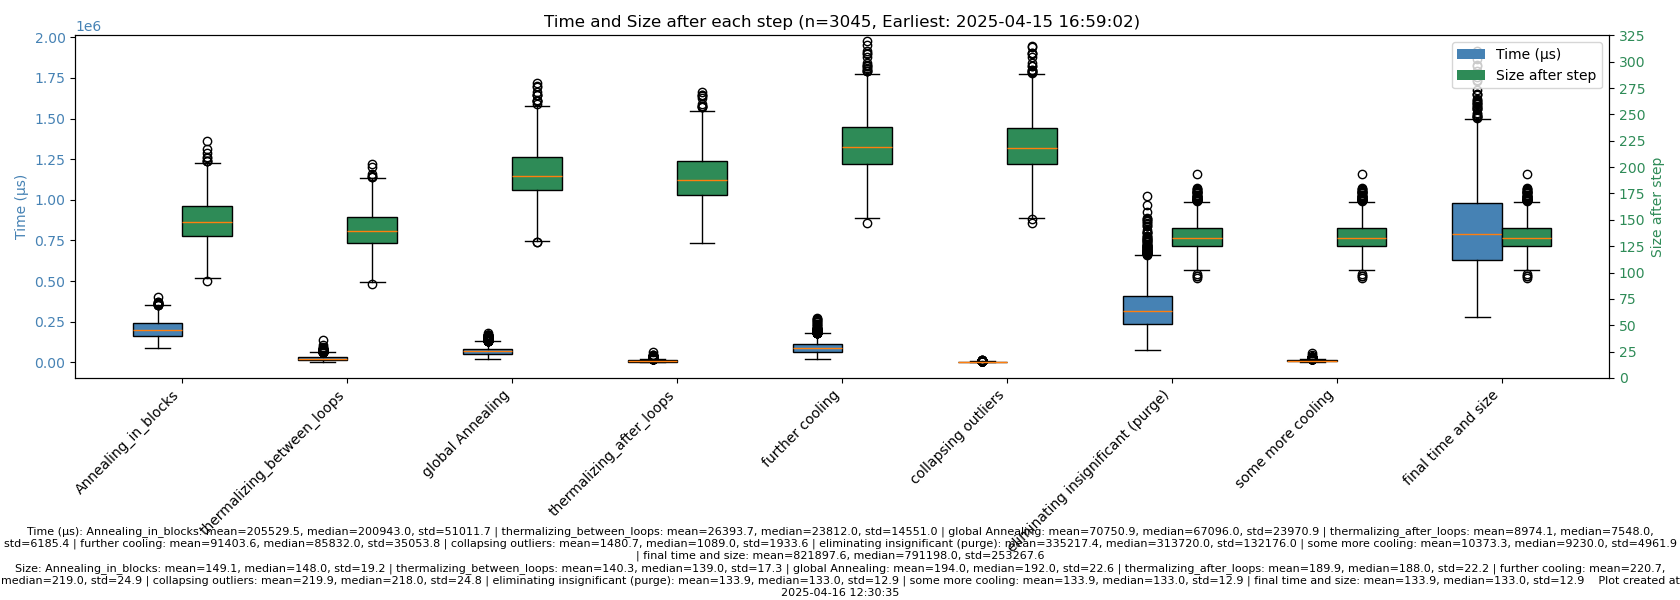 Time and Size after each step (n=3045, Earliest: 2025-04-15 16:59:02)
1e6
2.00
1.75
1.50
1.25
1.00
0.75
0.50
0.25
0.00
Time (µs)
325
300
275
250
225
200
175
150
125
100
75
50
25
0
Size after step
Time (µs)
Size after step
Annealing_in_blocks
thermalizing_between_loops
global Annealing
thermalizing_after_loops
further cooling
collapsing outliers
eliminating insignificant (purge)
some more cooling
final time and size
Time (µs): Annealing_in_blocks: mean=205529.5, median=200943.0, std=51011.7 | thermalizing_between_loops: mean=26393.7, median=23812.0, std=14551.0 | global Annealing: mean=70750.9, median=67096.0, std=23970.9 | thermalizing_after_loops: mean=8974.1, median=7548.0,
std=6185.4 | further cooling: mean=91403.6, median=85832.0, std=35053.8 | collapsing outliers: mean=1480.7, median=1089.0, std=1933.6 | eliminating insignificant (purge): mean=335217.4, median=313720.0, std=132176.0 | some more cooling: mean=10373.3, median=9230.0, std=4961.9
| final time and size: mean=821897.6, median=791198.0, std=253267.6
Size: Annealing_in_blocks: mean=149.1, median=148.0, std=19.2 | thermalizing_between_loops: mean=140.3, median=139.0, std=17.3 | global Annealing: mean=194.0, median=192.0, std=22.6 | thermalizing_after_loops: mean=189.9, median=188.0, std=22.2 | further cooling: mean=220.7,
median=219.0, std=24.9 | collapsing outliers: mean=219.9, median=218.0, std=24.8 | eliminating insignificant (purge): mean=133.9, median=133.0, std=12.9 | some more cooling: mean=133.9, median=133.0, std=12.9 | final time and size: mean=133.9, median=133.0, std=12.9 Plot created at
2025-04-16 12:30:35